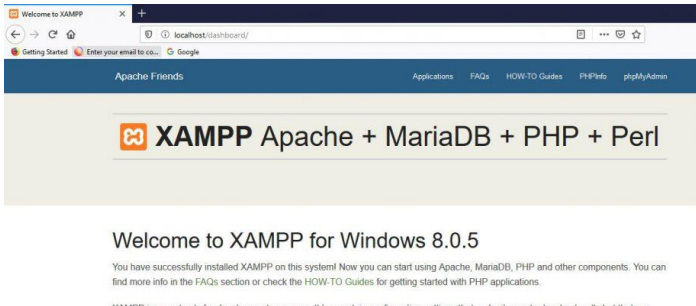 Welcome to XAMPP
localhost/dashboard/
Getting Started Enter your email to co... G Google
Apache Friends Applications FAQs HOW-TO Guides PHPInfo phpMyAdmin
XAMPP Apache + MariaDB + PHP + Perl
Welcome to XAMPP for Windows 8.0.5
You have successfully installed XAMPP on this system! Now you can start using Apache, MariaDB, PHP and other components. You can
find more info in the FAQs section or check the HOW-TO Guides for getting started with PHP applications.